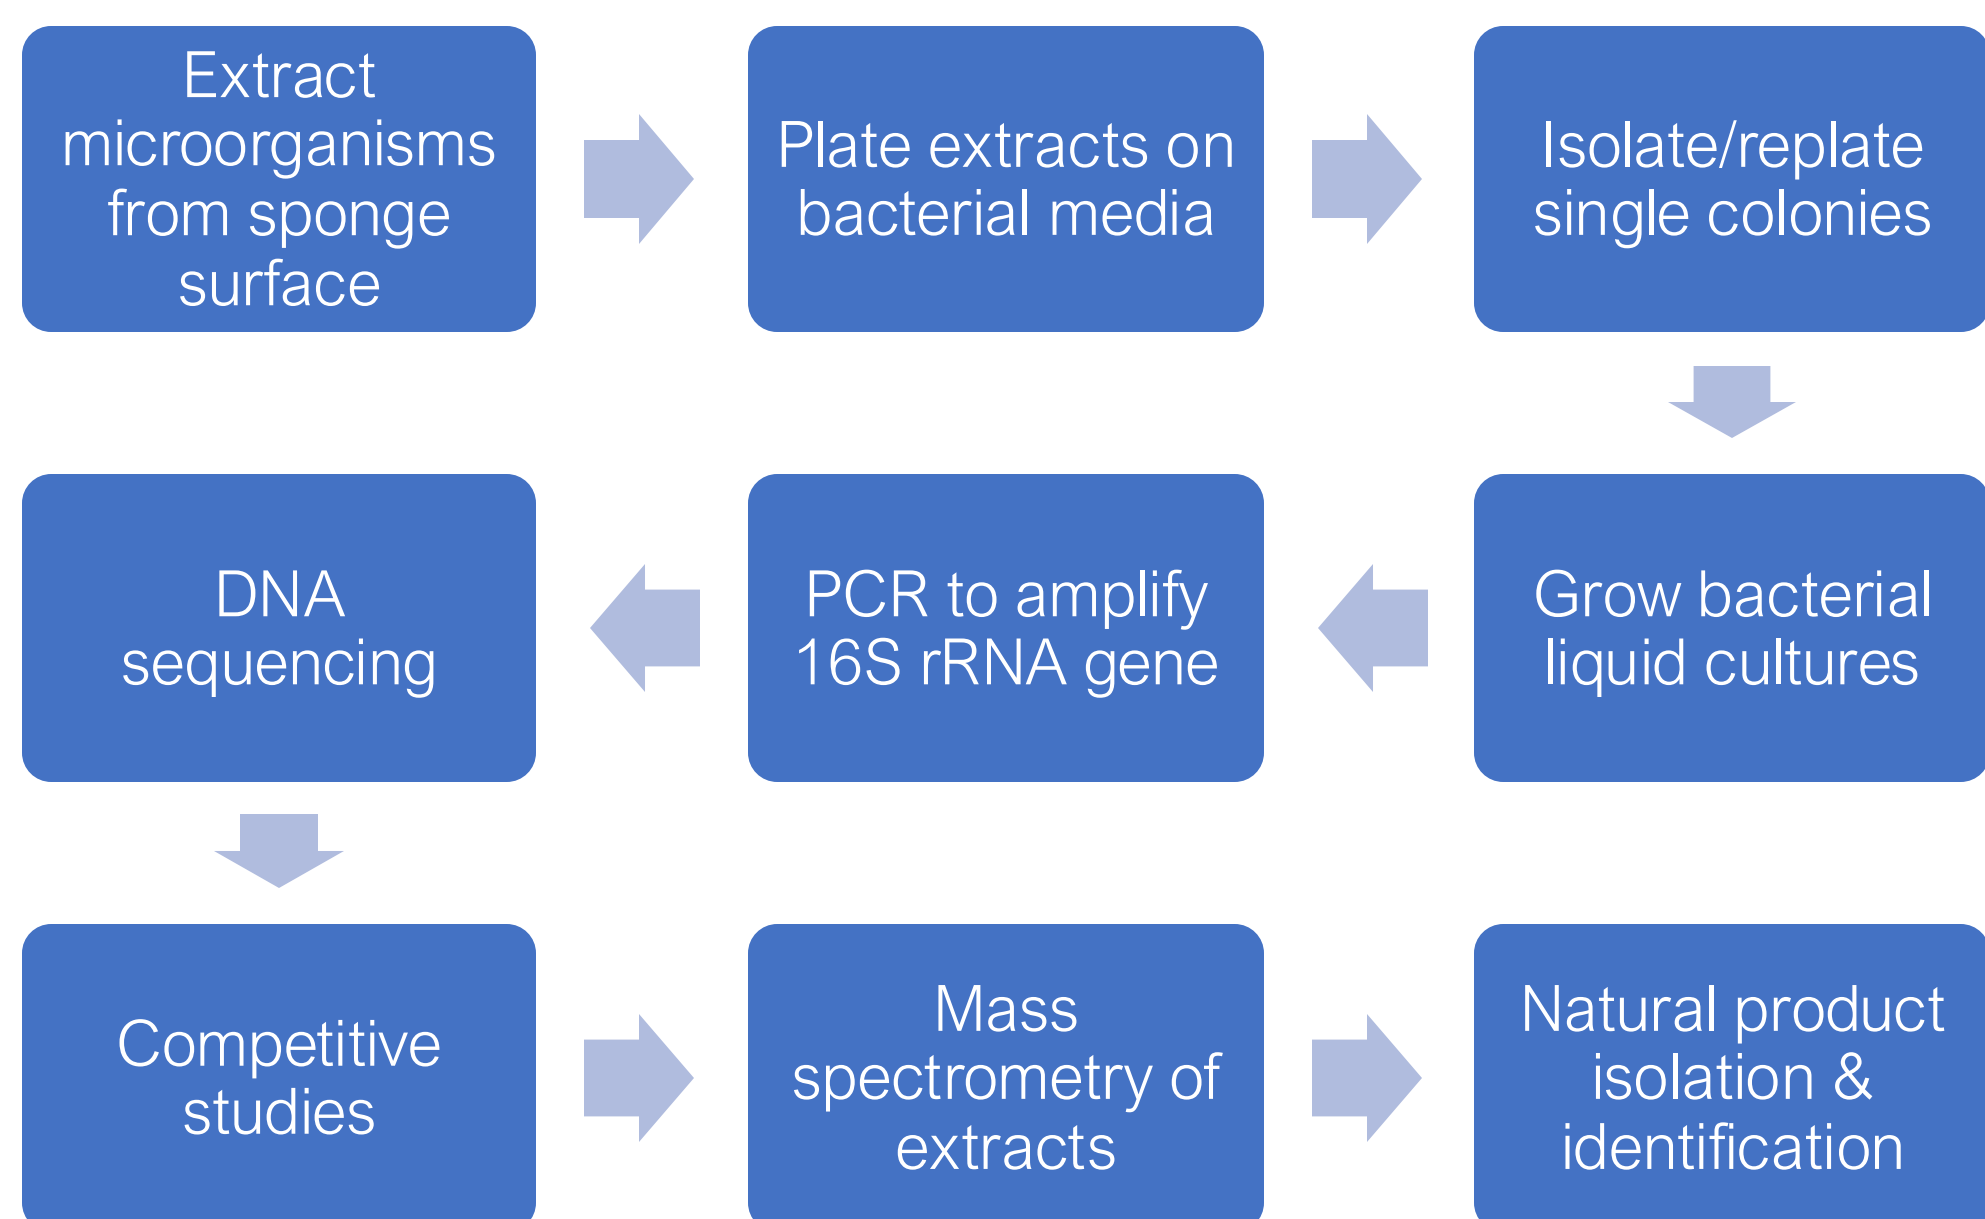 Extract
microorganisms
from sponge
surface
Plate extracts on
bacterial media
Isolate/replate
single colonies
Grow bacterial
liquid cultures
PCR to amplify
16S rRNA gene
DNA
sequencing
Competitive
studies
Mass
spectrometry of
extracts
Natural product
isolation &
identification